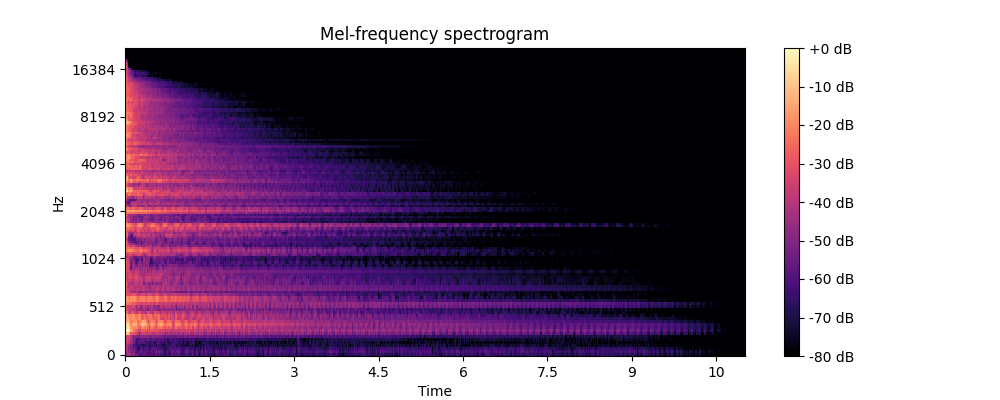 Mel-frequency spectrogram
Hz
16384
8192
4096
2048
1024
512
0
0 1.5 3 4.5 6 7.5 9 10
Time
+0 dB
-10 dB
-20 dB
-30 dB
-40 dB
-50 dB
-60 dB
-70 dB
-80 dB